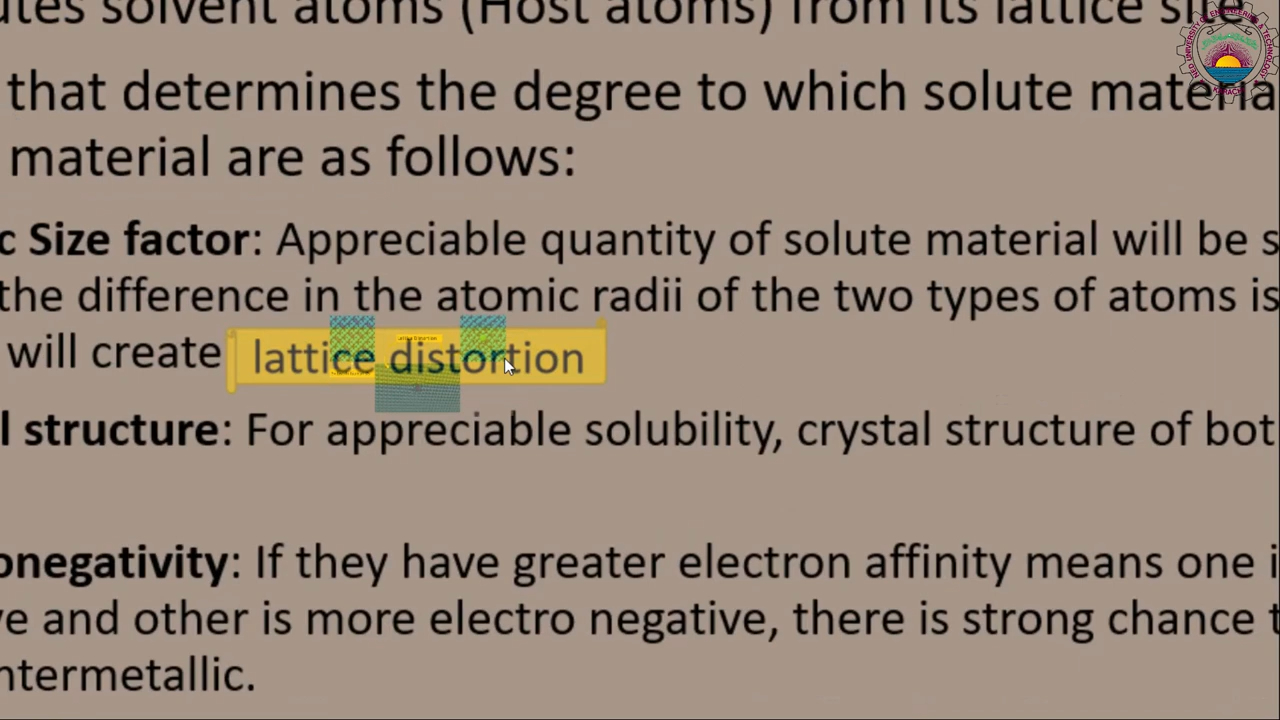 utes solvent atoms (Host atoms) from its lattice site
that determines the degree to which solute materia
material are as follows:
c Size factor: Appreciable quantity of solute material will be s
the difference in the atomic radii of the two types of atoms is
will create lattice distortion
l structure: For appreciable solubility, crystal structure of bot
onegativity: If they have greater electron affinity means one i
ve and other is more electro negative, there is strong chance t
ntermetallic.